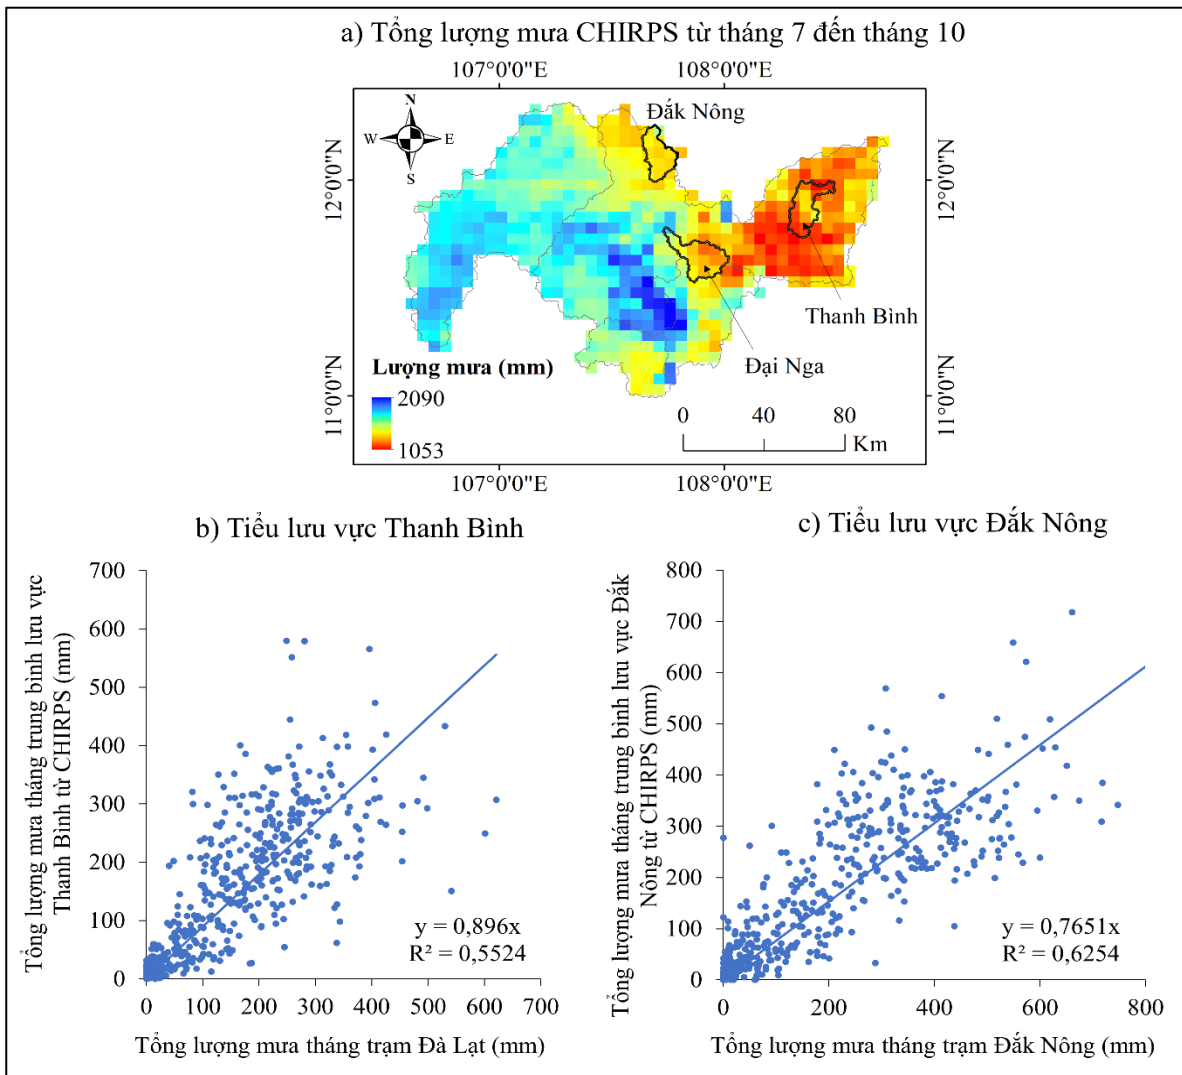 a) Tổng lượng mưa CHIRPS từ tháng 7 đến tháng 10
107°0'0"E 108°0'0"E
N
W E
S
Đắk Nông
12°0'0"N 12°0'0"N
Thanh Bình
Đại Nga
Lượng mưa (mm)
2090
1053
0 40 80
Km
11°0'0"N 11°0'0"N
107°0'0"E 108°0'0"E
b) Tiểu lưu vực Thanh Bình
Tổng lượng mưa tháng trung bình lưu vực
Thanh Bình từ CHIRPS (mm)
700
600
500
400
300
200
100
0
y = 0,896x
R² = 0,5524
0 100 200 300 400 500 600 700
Tổng lượng mưa tháng trạm Đà Lạt (mm)
c) Tiểu lưu vực Đắk Nông
Tổng lượng mưa tháng trung bình lưu vực Đắk
Nông từ CHIRPS (mm)
800
700
600
500
400
300
200
100
0
y = 0,7651x
R² = 0,6254
0 200 400 600 800
Tổng lượng mưa tháng trạm Đắk Nông (mm)